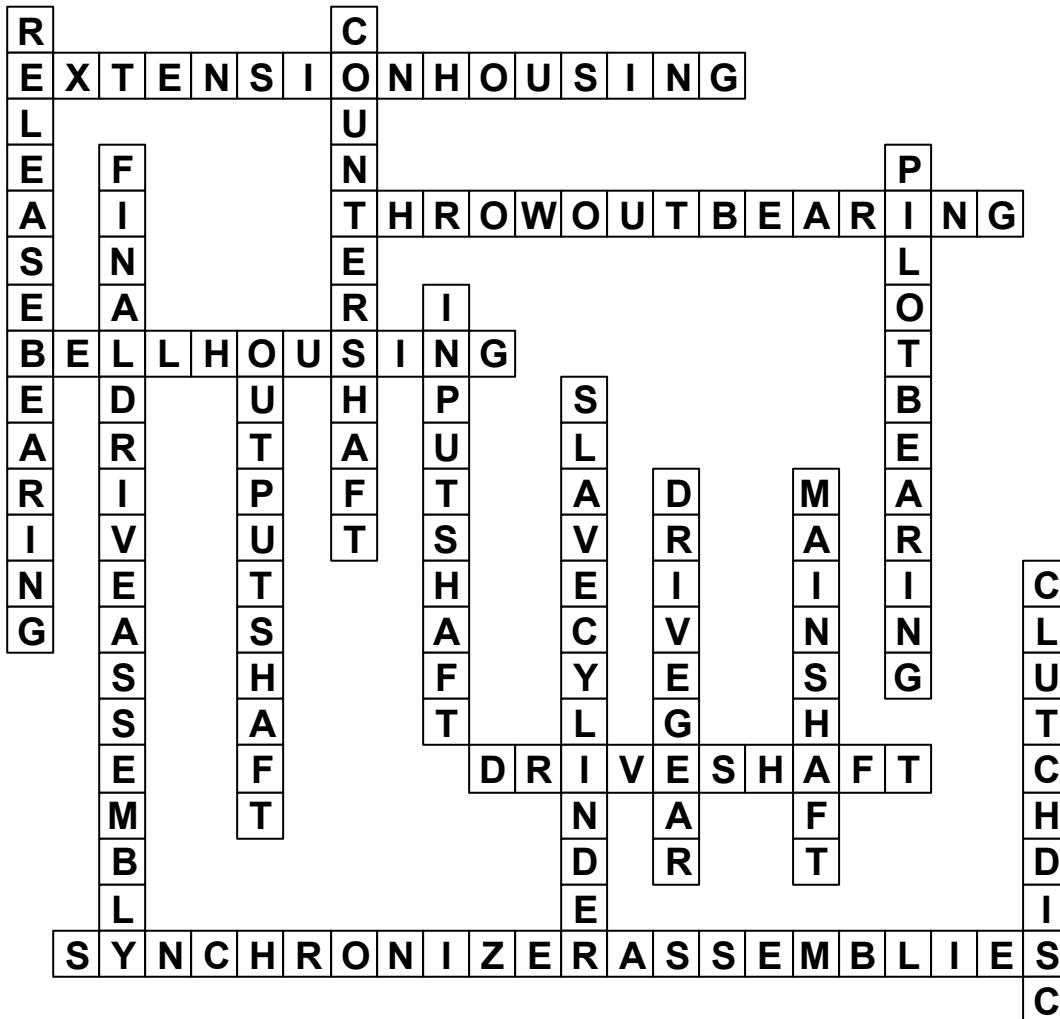 RELEASEBEARING
COUNTERSHAFT
EXTENSIONHOUSING
FINALDRIVEASSEMBLY
PILOTBEARING
THROWOUTBEARING
INPUTSHAFT
BELLHOUSING
OUTPUTSHAFT
SLAVECYLINDER
DRIVEGEAR
MAINSHAFT
CLUTCHDISC
DRIVESHAFT
SYNCHRONIZERASSEMBLIES